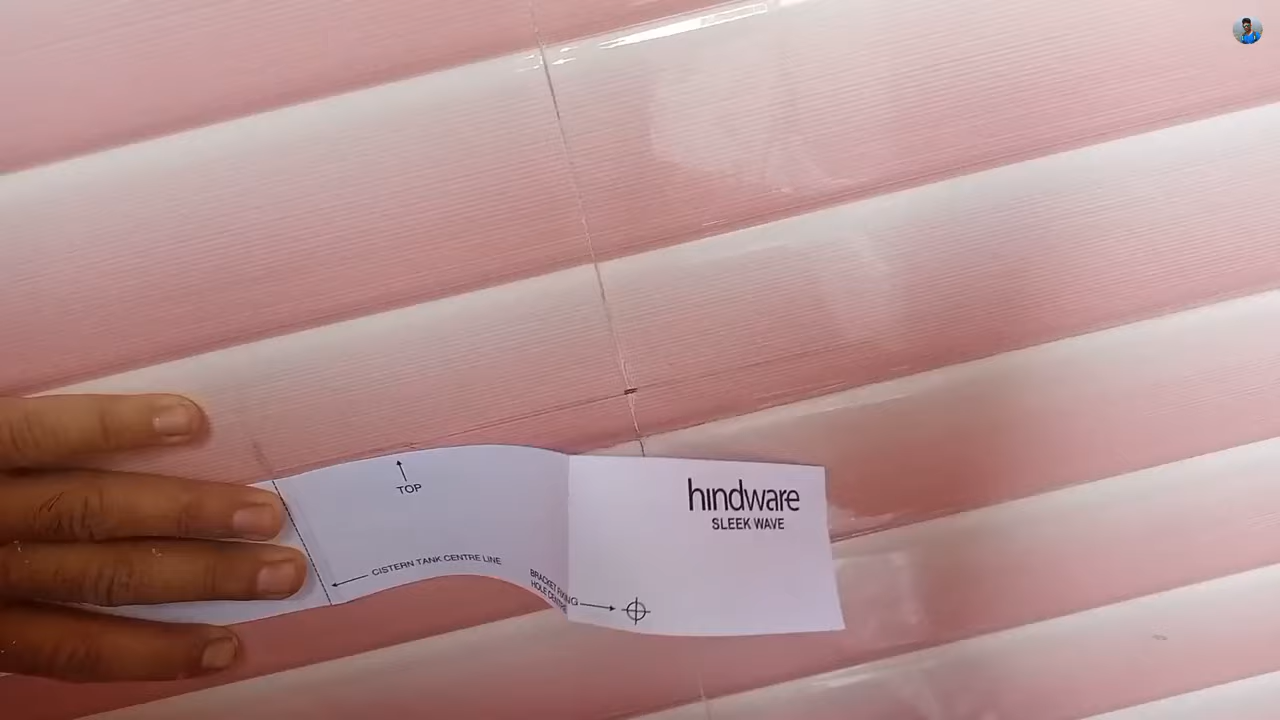 hindware
SLEEK WAVE
TOP
CISTERN TANK CENTRE LINE
BRACKET FIXING
HOLE CENTRE